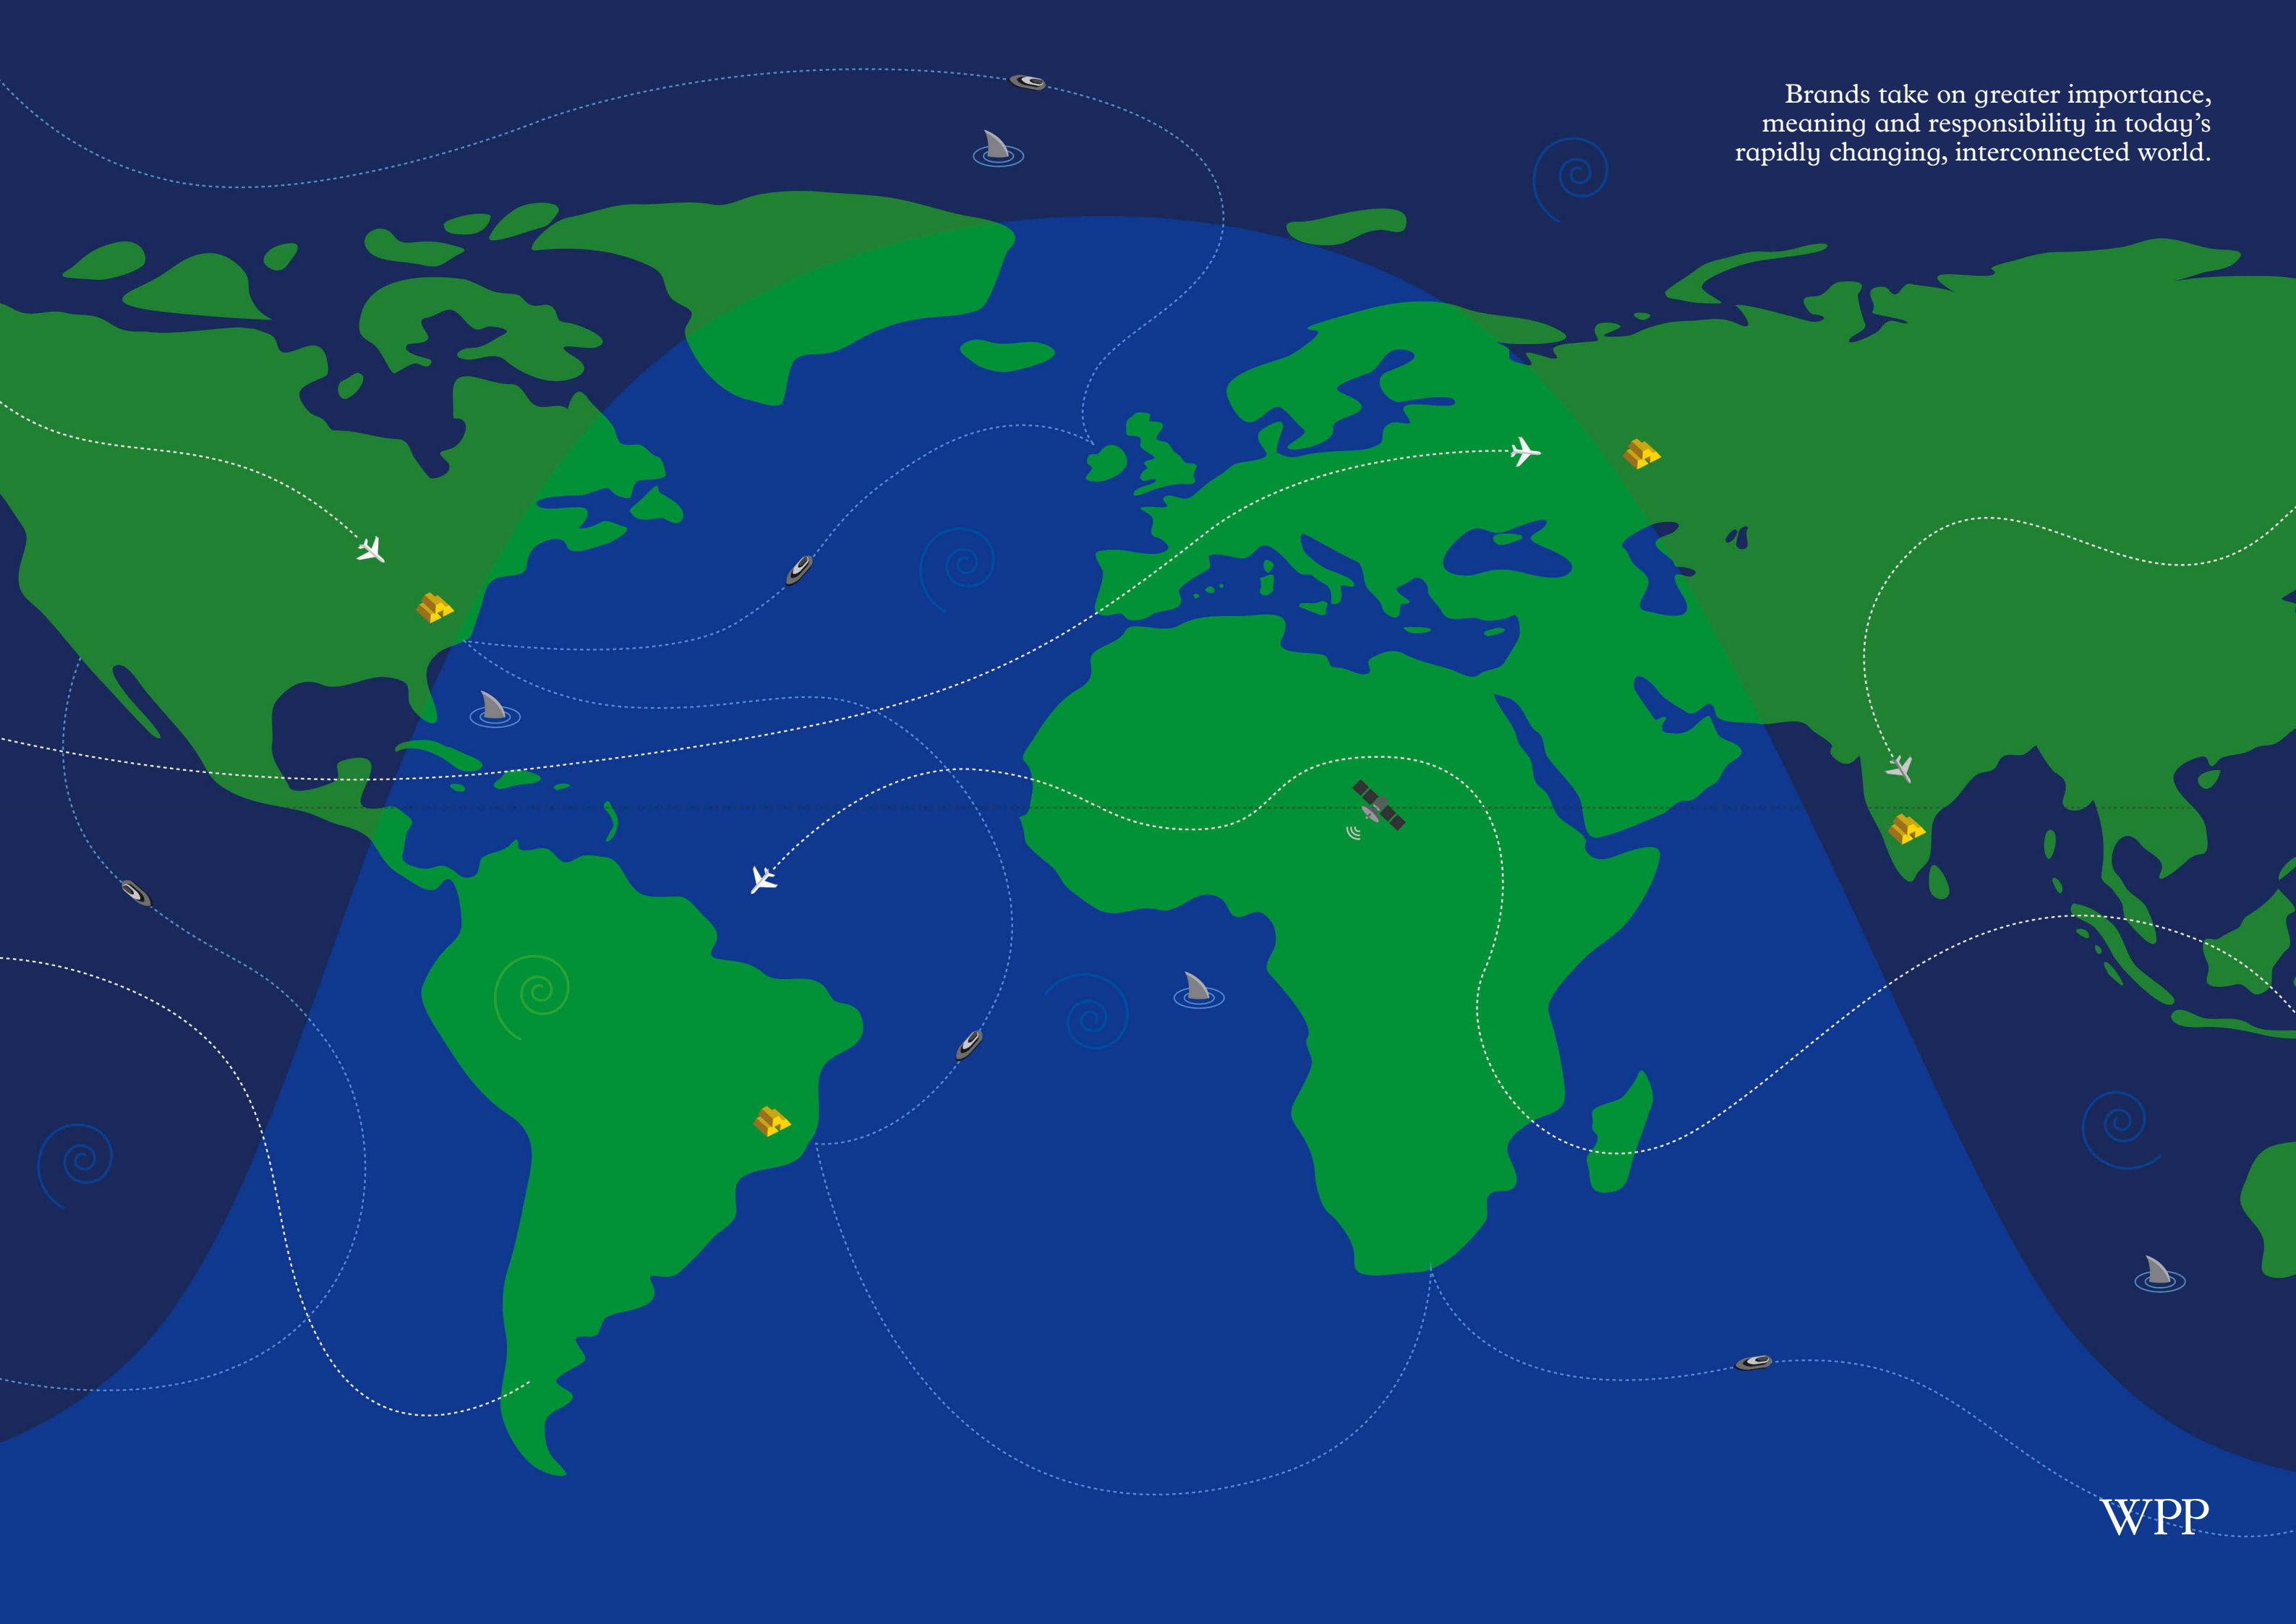 Brands take on greater importance,
meaning and responsibility in today’s
rapidly changing, interconnected world.
WPP